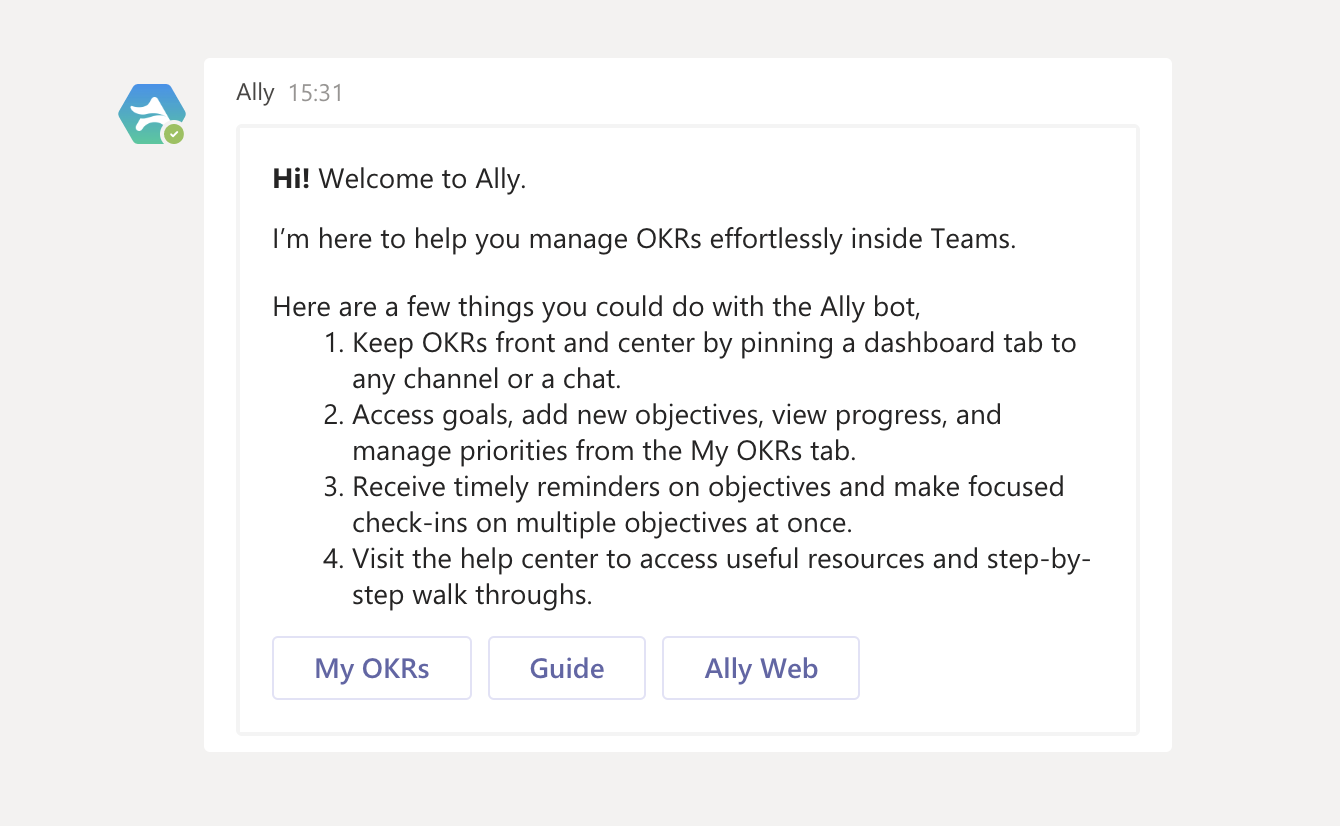 Ally 15:31
Hi! Welcome to Ally.
I’m here to help you manage OKRs effortlessly inside Teams.
Here are a few things you could do with the Ally bot,
1. Keep OKRs front and center by pinning a dashboard tab to
any channel or a chat.
2. Access goals, add new objectives, view progress, and
manage priorities from the My OKRs tab.
3. Receive timely reminders on objectives and make focused
check-ins on multiple objectives at once.
4. Visit the help center to access useful resources and step-by-
step walk throughs.
My OKRs Guide Ally Web